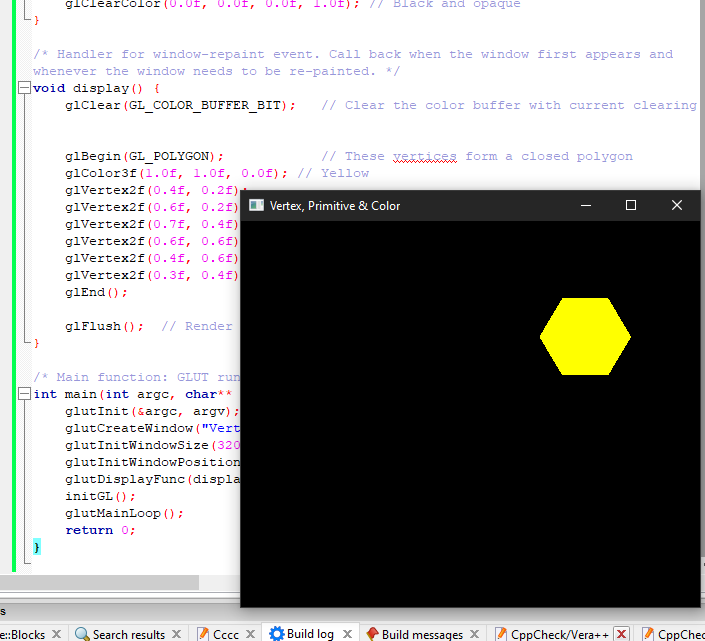 glClearColor(0.0f, 0.0f, 0.0f, 1.0f); // Black and opaque
}
/* Handler for window-repaint event. Call back when the window first appears and
whenever the window needs to be re-painted. */
void display() {
glClear(GL_COLOR_BUFFER_BIT);   // Clear the color buffer with current clearing
glBegin(GL_POLYGON);            // These vertices form a closed polygon
glColor3f(1.0f, 1.0f, 0.0f); // Yellow
glVertex2f(0.4f, 0.2f);
glVertex2f(0.6f, 0.2f)
glVertex2f(0.7f, 0.4f)
glVertex2f(0.6f, 0.6f)
glVertex2f(0.4f, 0.6f)
glVertex2f(0.3f, 0.4f)
glEnd();
glFlush();  // Render
}
/* Main function: GLUT run
int main(int argc, char**
glutInit(&argc, argv);
glutCreateWindow("Vert
glutInitWindowSize(320
glutInitWindowPosition
glutDisplayFunc(displa
initGL();
glutMainLoop();
return 0;
}
Vertex, Primitive & Color
s
e::Blocks
Search results
Cccc
Build log
Build messages
CppCheck/Vera++
CppChec